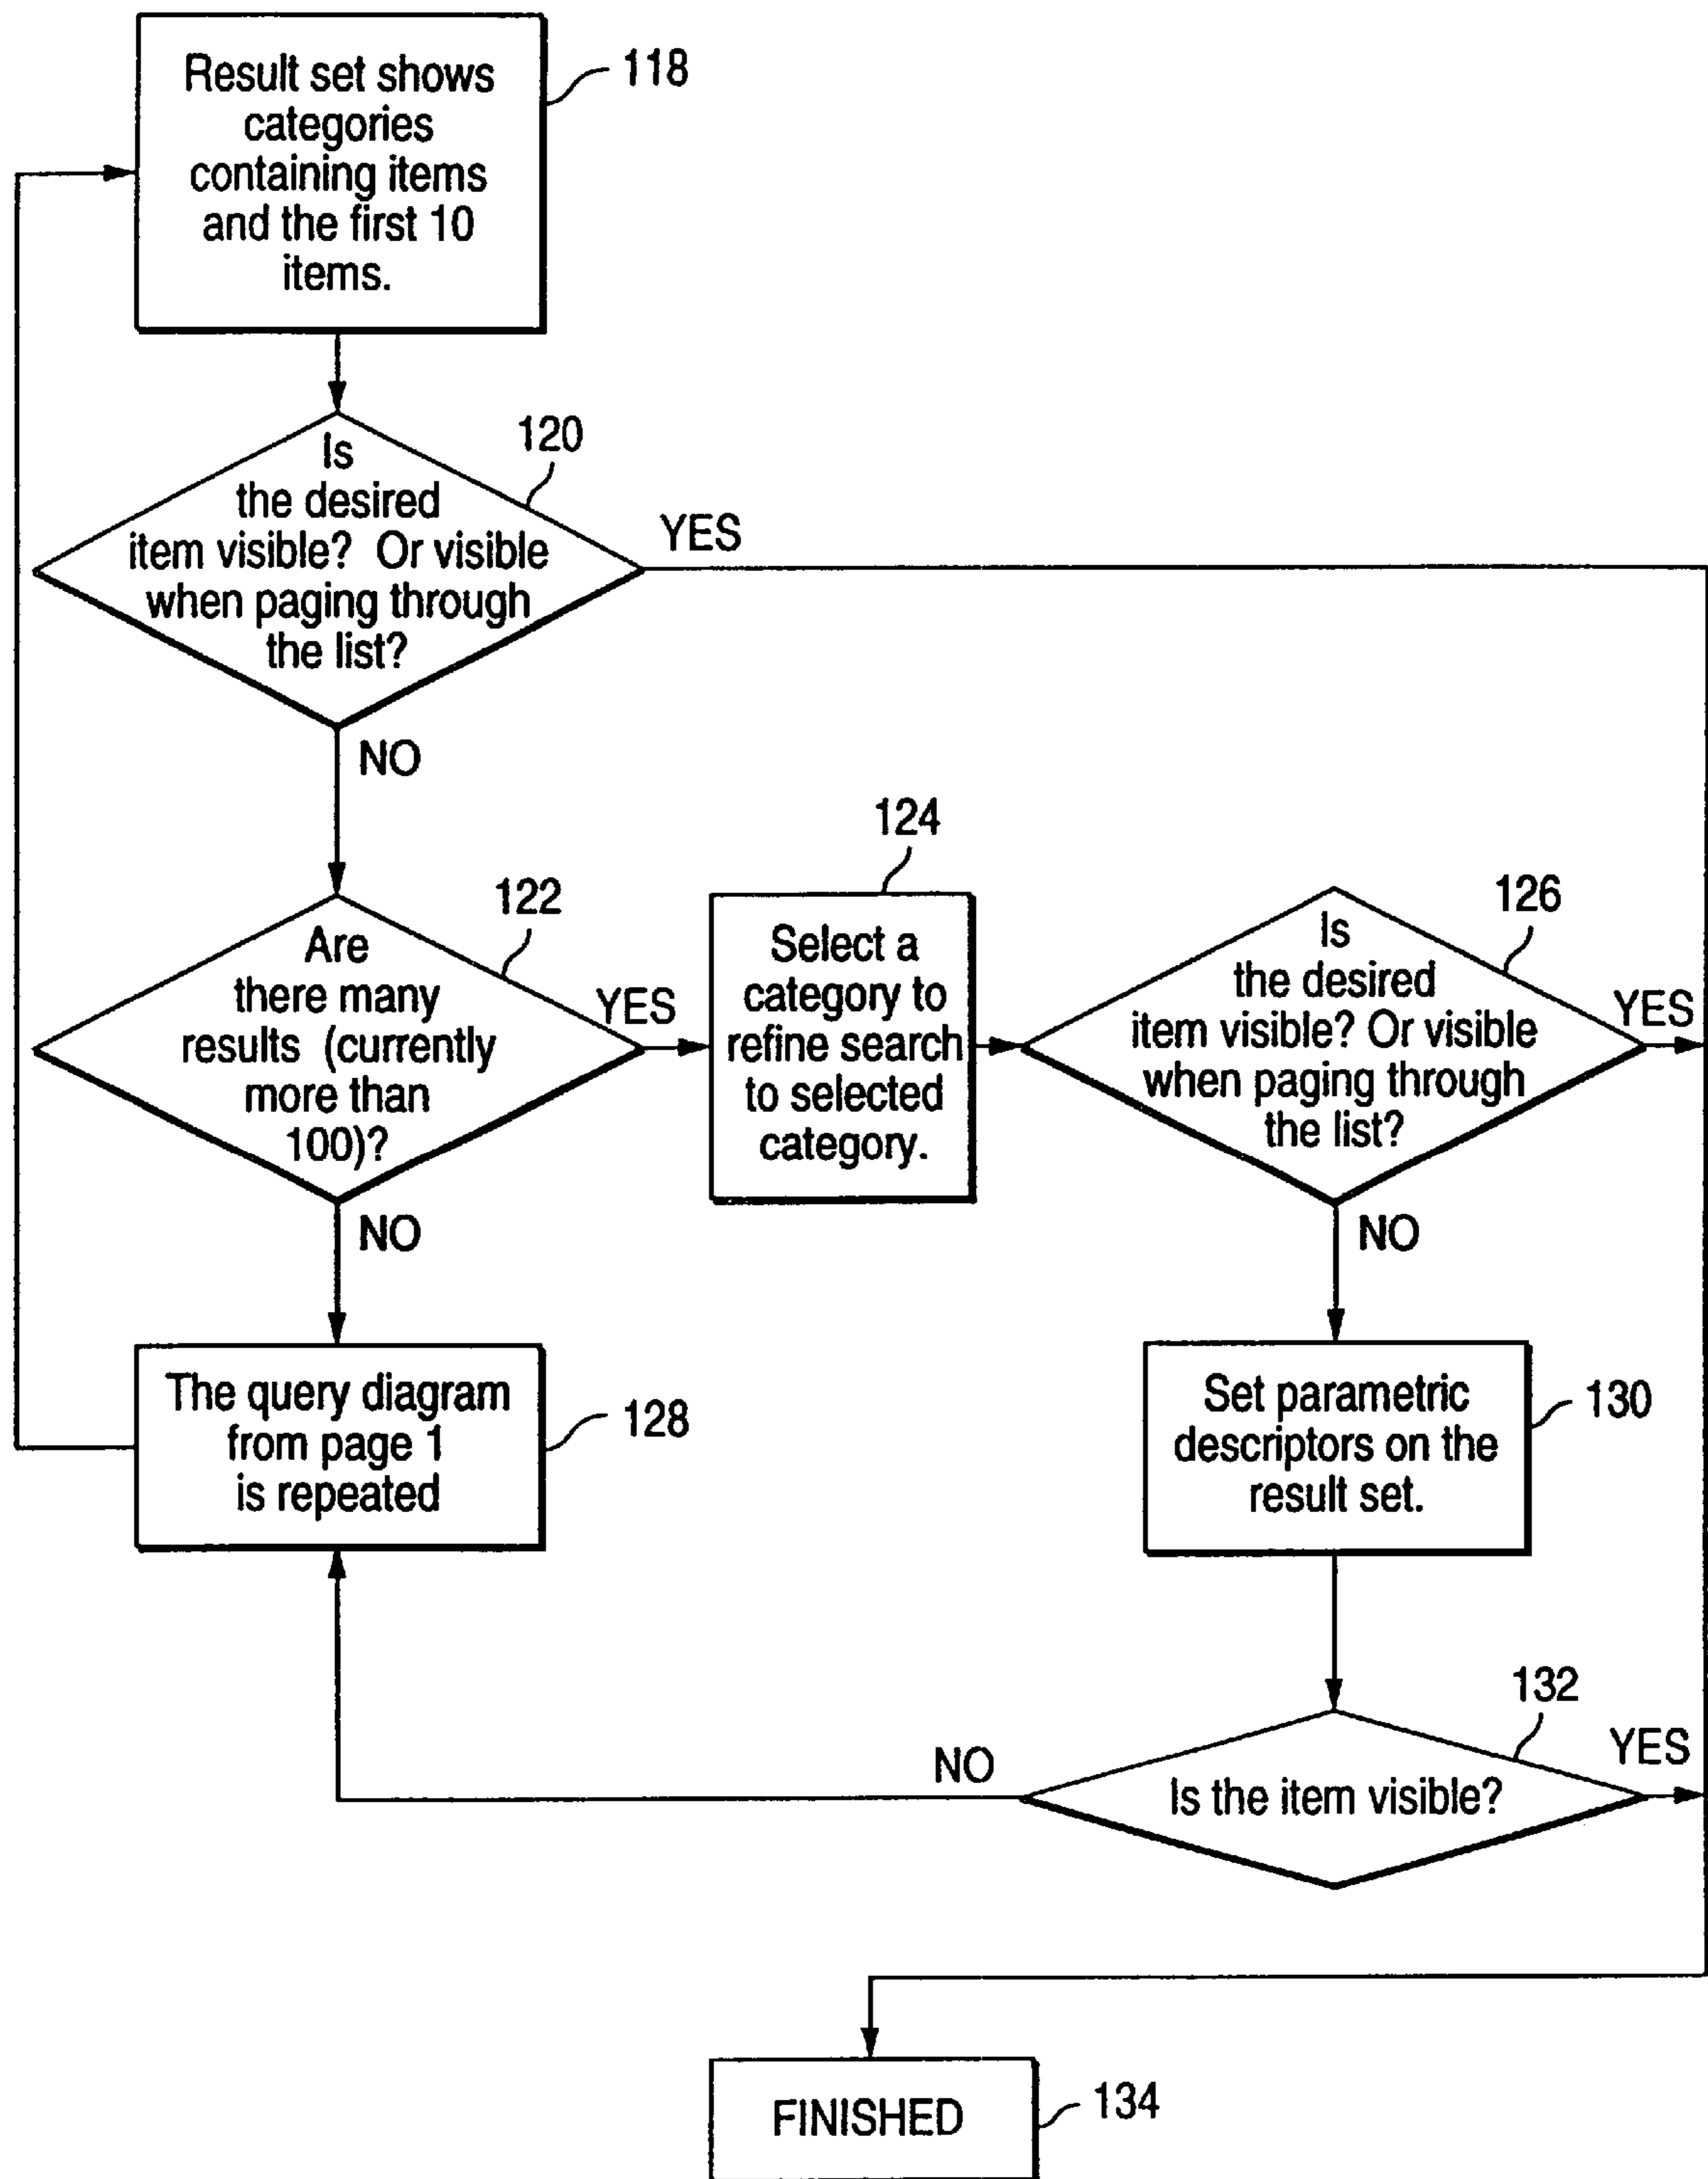 Result set shows
categories
containing items
and the first 10
items.
118
Is
the desired
item visible? Or visible
when paging through
the list?
120
YES
NO
Are
there many
results (currently
more than
100)?
122
YES
NO
124
Select a
category to
refine search
to selected
category.
Is
the desired
item visible? Or visible
when paging through
the list?
126
YES
NO
The query diagram
from page 1
is repeated
128
Set parametric
descriptors on the
result set.
130
Is the item visible?
132
YES
NO
FINISHED
134